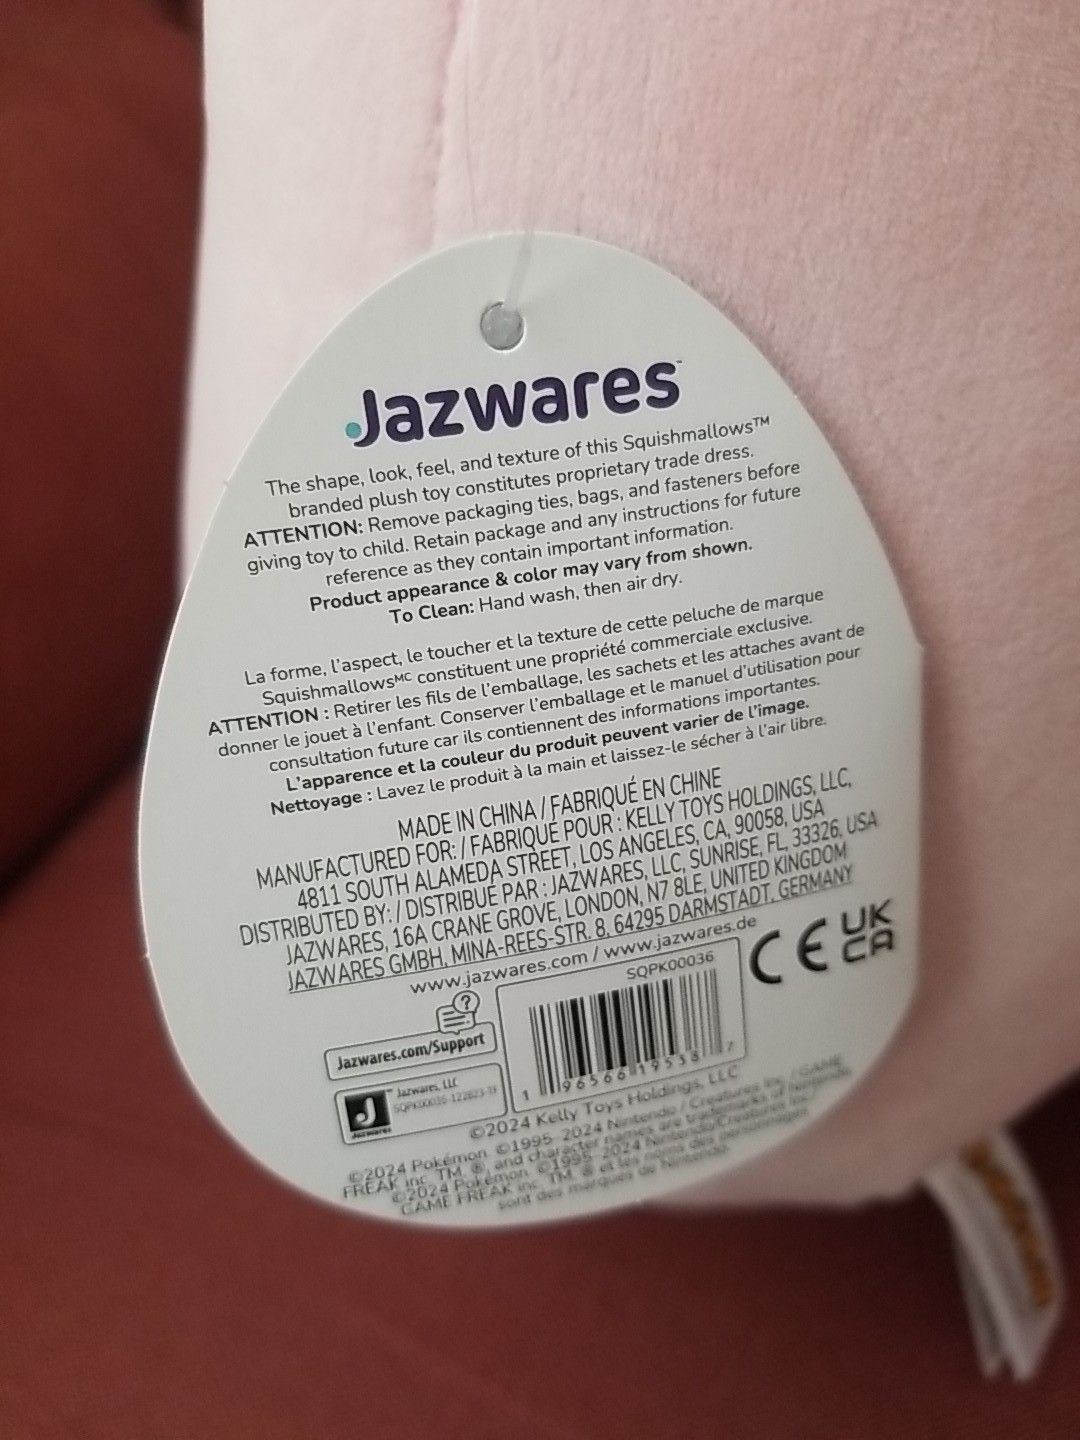 Jazwares™
The shape, look, feel, and texture of this Squishmallows™
branded plush toy constitutes proprietary trade dress.
ATTENTION: Remove packaging ties, bags, and fasteners before
giving toy to child. Retain package and any instructions for future
reference as they contain important information.
Product appearance & color may vary from shown.
To Clean: Hand wash, then air dry.
La forme, l'aspect, le toucher et la texture de cette peluche de marque
Squishmallowsᴹᶜ constituent une propriété commerciale exclusive.
ATTENTION : Retirer les fils de l'emballage, les sachets et les attaches avant de
donner le jouet à l'enfant. Conserver l'emballage et le manuel d'utilisation pour
consultation future car ils contiennent des informations importantes.
L'apparence et la couleur du produit peuvent varier de l'image.
Nettoyage : Lavez le produit à la main et laissez-le sécher à l'air libre.
MADE IN CHINA / FABRIQUÉ EN CHINE
MANUFACTURED FOR: / FABRIQUÉ POUR : KELLY TOYS HOLDINGS, LLC,
4811 SOUTH ALAMEDA STREET, LOS ANGELES, CA, 90058, USA
DISTRIBUTED BY: / DISTRIBUÉ PAR : JAZWARES, LLC, SUNRISE, FL, 33326, USA
JAZWARES, 16A CRANE GROVE, LONDON, N7 8LE, UNITED KINGDOM
JAZWARES GMBH, MINA-REES-STR. 8, 64295 DARMSTADT, GERMANY
www.jazwares.com / www.jazwares.de
CE UK
CA
SQPK00036
?
Jazwares.com/Support
J
Jazwares
Jazwares, LLC
SQPK00035-122823-TF
1 96566 19538 7
©2024 Kelly Toys Holdings, LLC
©2024 Pokémon. ©1995–2024 Nintendo / Creatures Inc. / GAME
FREAK inc. TM, ®, and character names are trademarks of Nintendo.
©2024 Pokémon. ©1995–2024 Nintendo/Creatures Inc./
GAME FREAK inc. TM, ® et les noms des personnages
sont des marques de Nintendo.